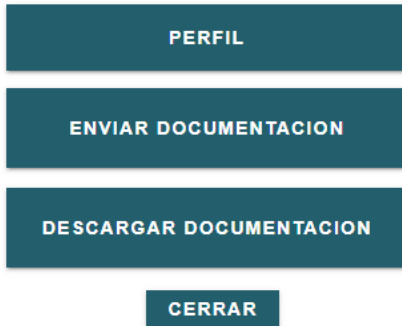 PERFIL
ENVIAR DOCUMENTACION
DESCARGAR DOCUMENTACION
CERRAR